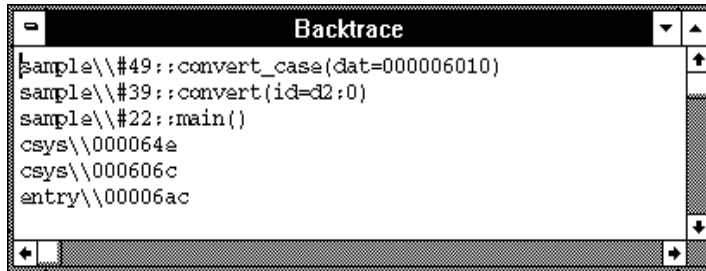 Backtrace
sample\\#49::convert_case(dat=000006010)
sample\\#39::convert(id=d2:0)
sample\\#22::main()
csys\\000064e
csys\\000606c
entry\\00006ac